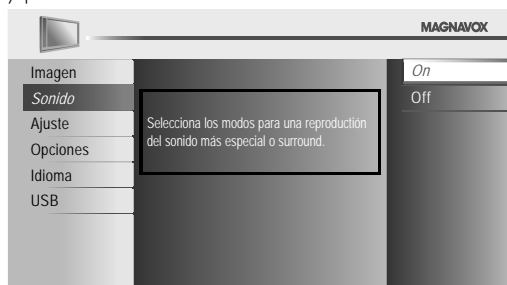 MAGNAVOX
Imagen
Sonido
Ajuste
Opciones
Idioma
USB
Selecciona los modos para una reproductión
del sonido más especial o surround.
On
Off